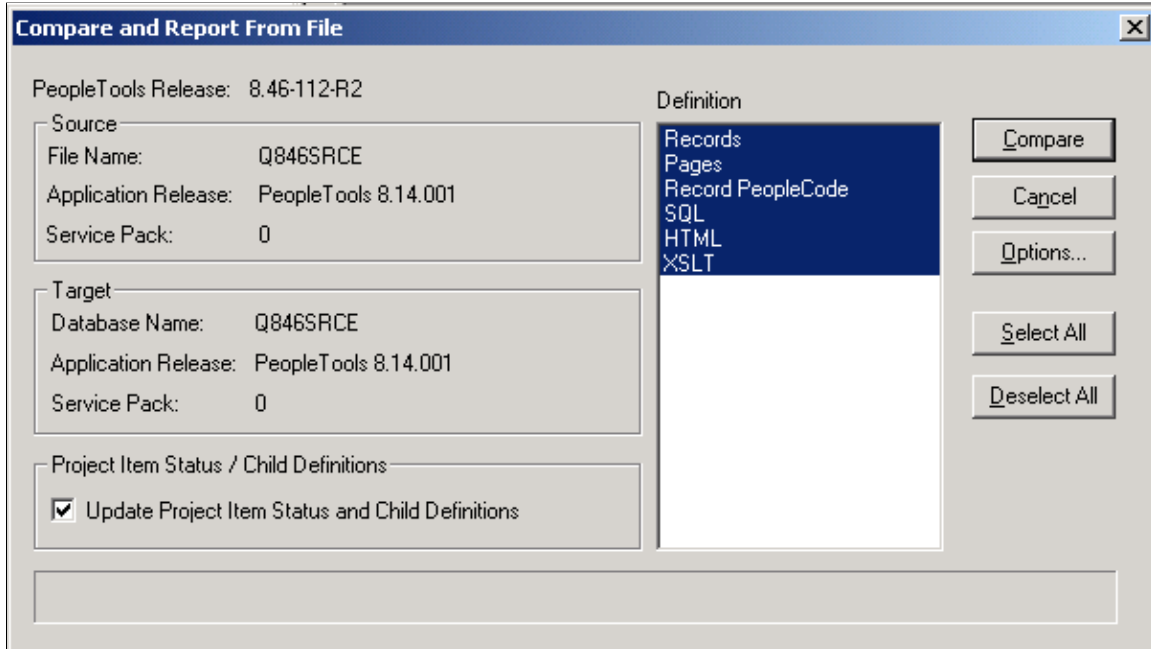 Compare and Report From File
PeopleTools Release: 8.46-112-R2
Source
File Name: Q846SRCE
Application Release: PeopleTools 8.14.001
Service Pack: 0
Target
Database Name: Q846SRCE
Application Release: PeopleTools 8.14.001
Service Pack: 0
Project Item Status / Child Definitions
Update Project Item Status and Child Definitions
Definition
Records
Pages
Record PeopleCode
SQL
HTML
XSLT
Compare
Cancel
Options...
Select All
Deselect All